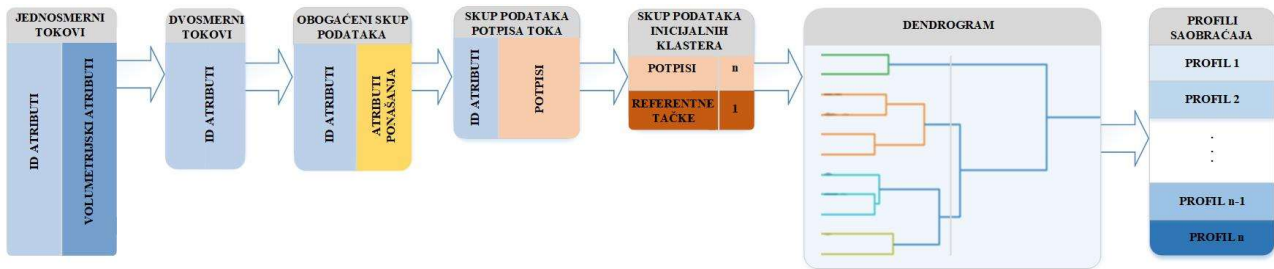 JEDNOSMERNI
TOKOVI
ID ATRIBUTI
VOLUMETRIJSKI ATRIBUTI
DVOSMERNI
TOKOVI
ID ATRIBUTI
OBOGAĆENI SKUP
PODATAKA
ID ATRIBUTI
ATRIBUTI
PONAŠANJA
SKUP PODATAKA
POTPISA TOKA
ID ATRIBUTI
POTPISI
SKUP PODATAKA
INICIJALNIH
KLASTERA
POTPISI
n
REFERENTNE
TAČKE
1
DENDROGRAM
PROFILI
SAOBRAĆAJA
PROFIL 1
PROFIL 2
.
.
.
PROFIL n-1
PROFIL n